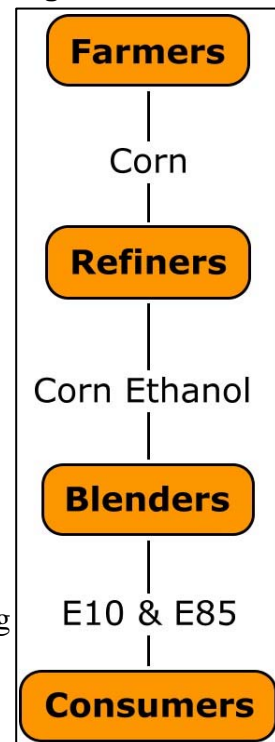 Farmers
Corn
Refiners
Corn Ethanol
Blenders
g
E10 & E85
Consumers